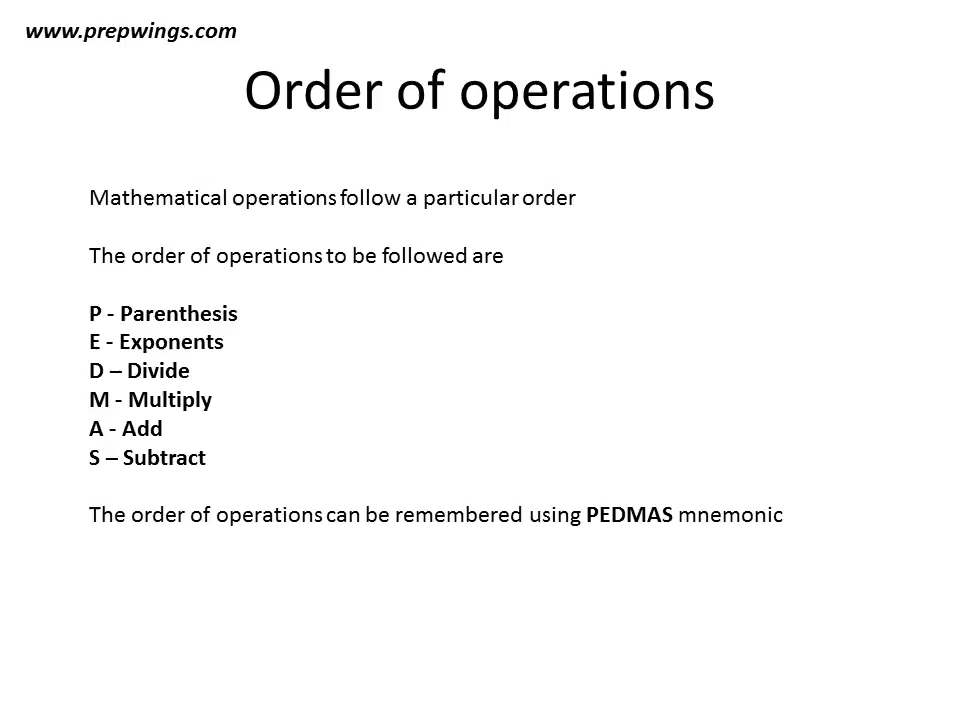 www.prepwings.com
Order of operations
Mathematical operations follow a particular order
The order of operations to be followed are
P - Parenthesis
E - Exponents
D – Divide
M - Multiply
A - Add
S – Subtract
The order of operations can be remembered using PEDMAS mnemonic